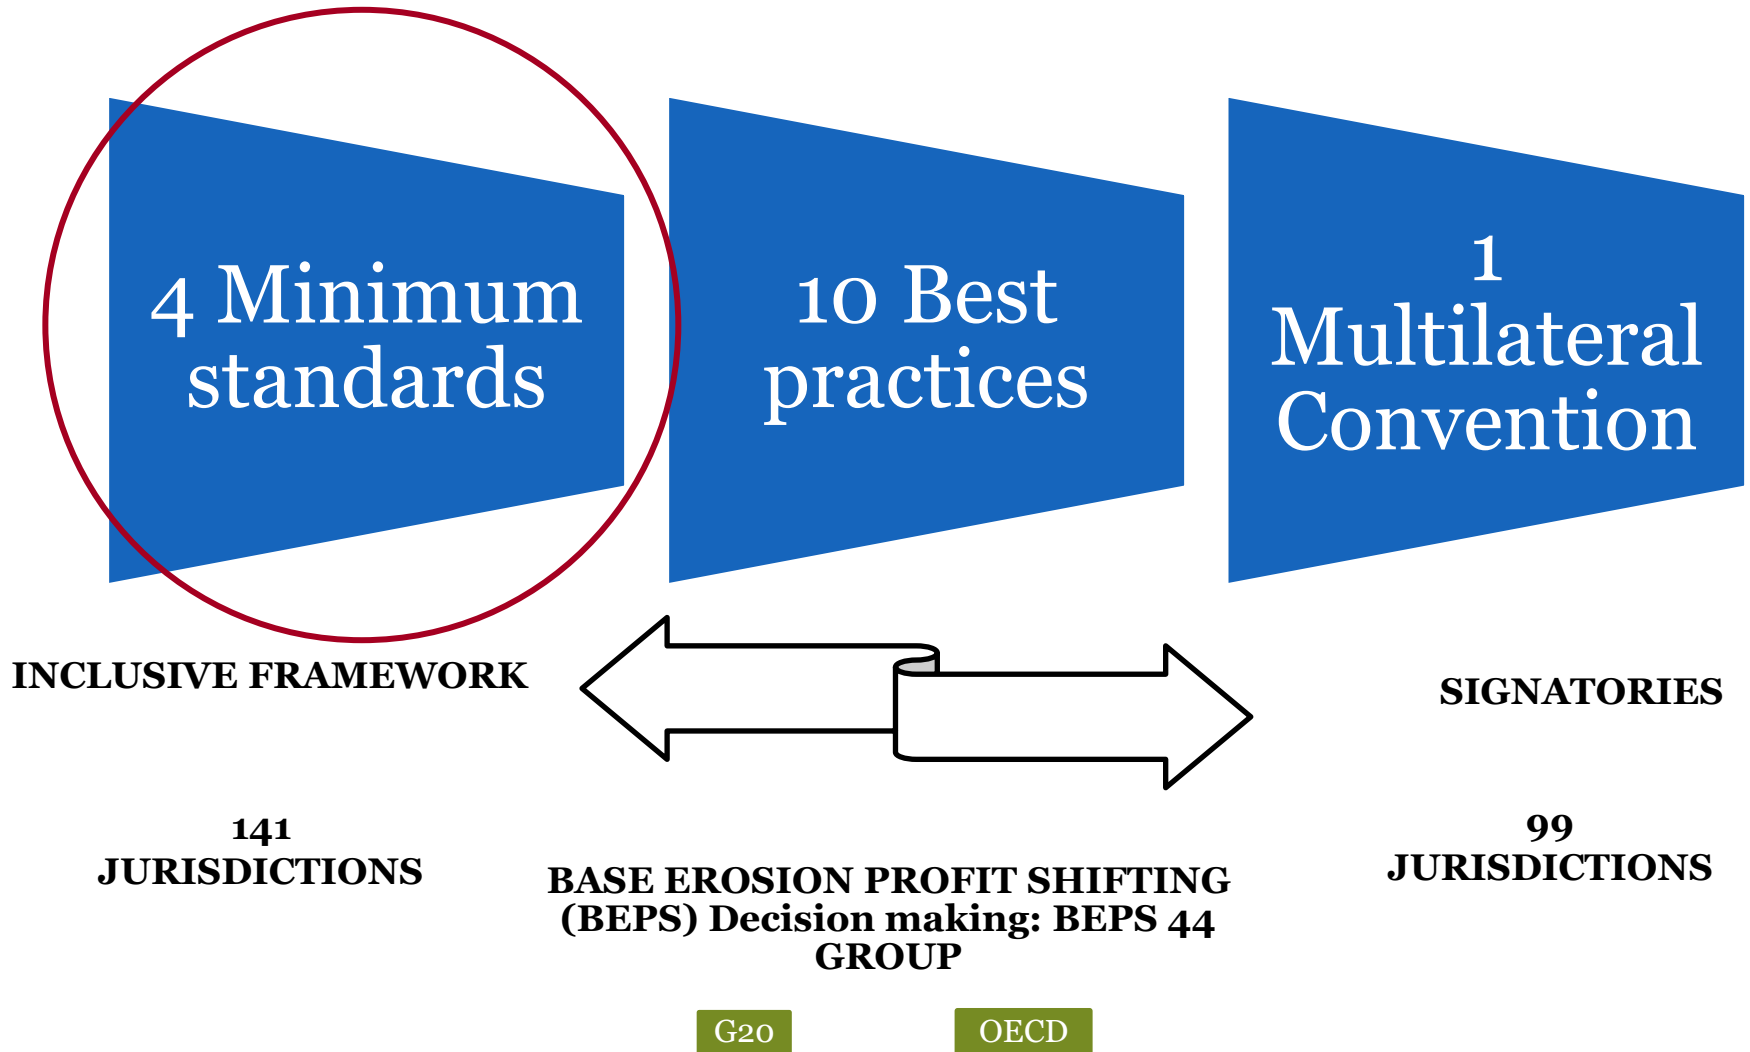 4 Minimum
standards
10 Best
practices
1
Multilateral
Convention
INCLUSIVE FRAMEWORK
SIGNATORIES
141
JURISDICTIONS
99
JURISDICTIONS
BASE EROSION PROFIT SHIFTING
(BEPS) Decision making: BEPS 44
GROUP
G20
OECD